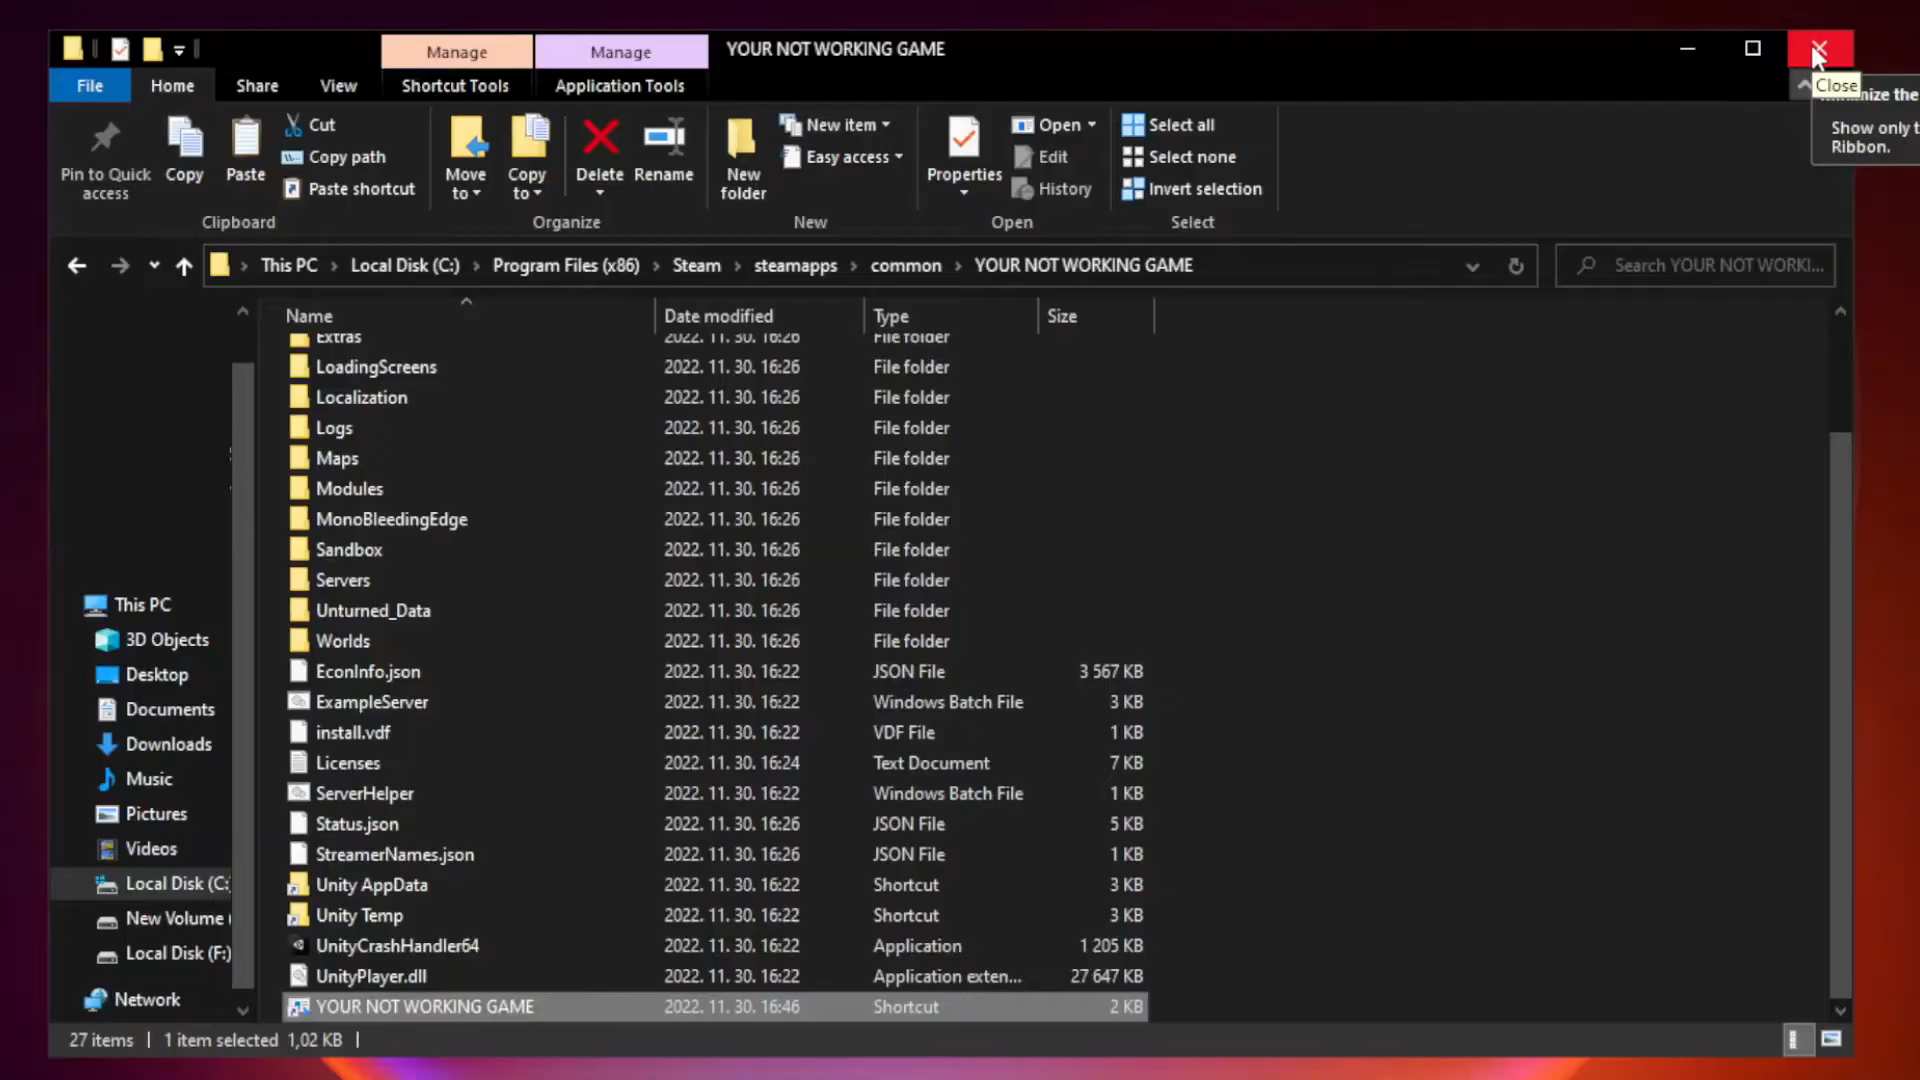 Manage
Manage
YOUR NOT WORKING GAME
File
Home
Share
View
Shortcut Tools
Application Tools
Close
the
Show only t
Ribbon.
Pin to Quick
access
Copy
Paste
Cut
Copy path
Paste shortcut
Clipboard
Move
to
Copy
to
Delete
Rename
Organize
New
folder
New item
Easy access
New
Properties
Open
Edit
History
Open
Select all
Select none
Invert selection
Select
This PC
Local Disk (C:)
Program Files (x86)
Steam
steamapps
common
YOUR NOT WORKING GAME
Search YOUR NOT WORKI...
Name
Date modified
Type
Size
Extras 2022. 11. 30. 16:26 File folder
LoadingScreens 2022. 11. 30. 16:26 File folder
Localization 2022. 11. 30. 16:26 File folder
Logs 2022. 11. 30. 16:26 File folder
Maps 2022. 11. 30. 16:26 File folder
Modules 2022. 11. 30. 16:26 File folder
MonoBleedingEdge 2022. 11. 30. 16:26 File folder
Sandbox 2022. 11. 30. 16:26 File folder
Servers 2022. 11. 30. 16:26 File folder
Unturned_Data 2022. 11. 30. 16:26 File folder
Worlds 2022. 11. 30. 16:26 File folder
EconInfo.json 2022. 11. 30. 16:22 JSON File 3 567 KB
ExampleServer 2022. 11. 30. 16:22 Windows Batch File 3 KB
install.vdf 2022. 11. 30. 16:22 VDF File 1 KB
Licenses 2022. 11. 30. 16:24 Text Document 7 KB
ServerHelper 2022. 11. 30. 16:22 Windows Batch File 1 KB
Status.json 2022. 11. 30. 16:26 JSON File 5 KB
StreamerNames.json 2022. 11. 30. 16:26 JSON File 1 KB
Unity AppData 2022. 11. 30. 16:22 Shortcut 3 KB
Unity Temp 2022. 11. 30. 16:22 Shortcut 3 KB
UnityCrashHandler64 2022. 11. 30. 16:22 Application 1 205 KB
UnityPlayer.dll 2022. 11. 30. 16:22 Application exten... 27 647 KB
YOUR NOT WORKING GAME 2022. 11. 30. 16:46 Shortcut 2 KB
This PC
3D Objects
Desktop
Documents
Downloads
Music
Pictures
Videos
Local Disk (C:
New Volume (
Local Disk (F:)
Network
27 items
1 item selected 1,02 KB